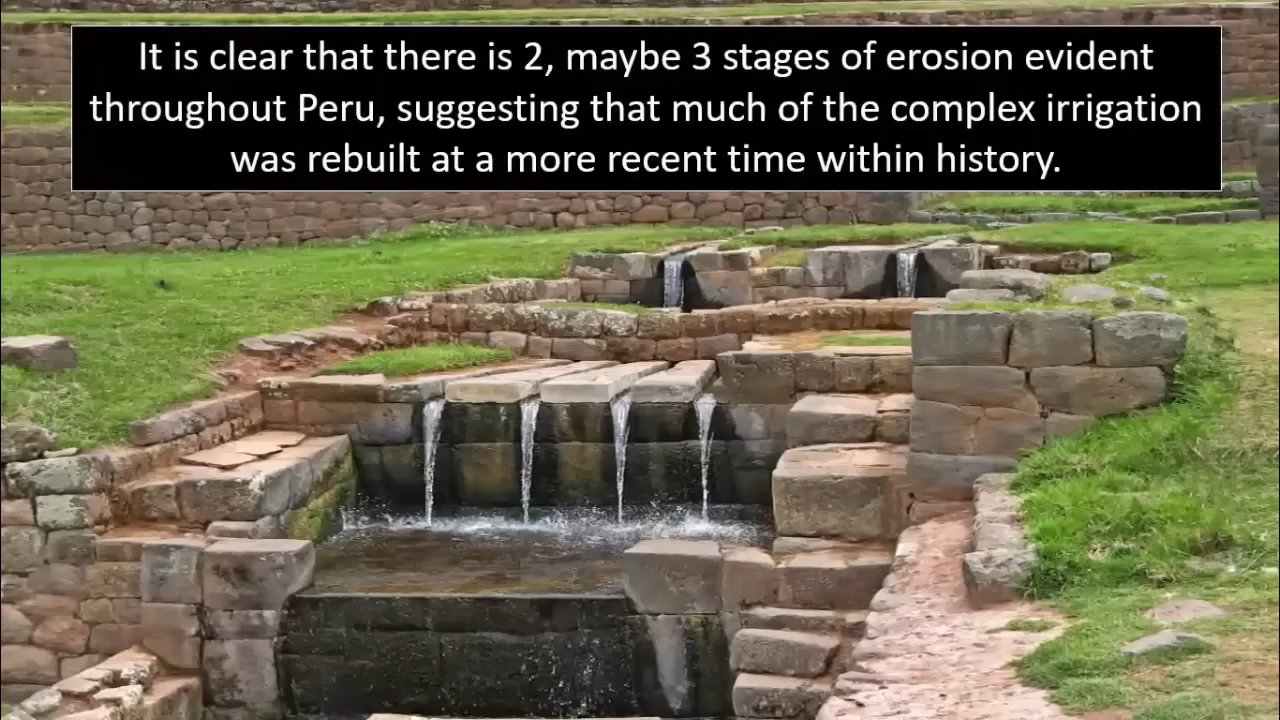 It is clear that there is 2, maybe 3 stages of erosion evident
throughout Peru, suggesting that much of the complex irrigation
was rebuilt at a more recent time within history.